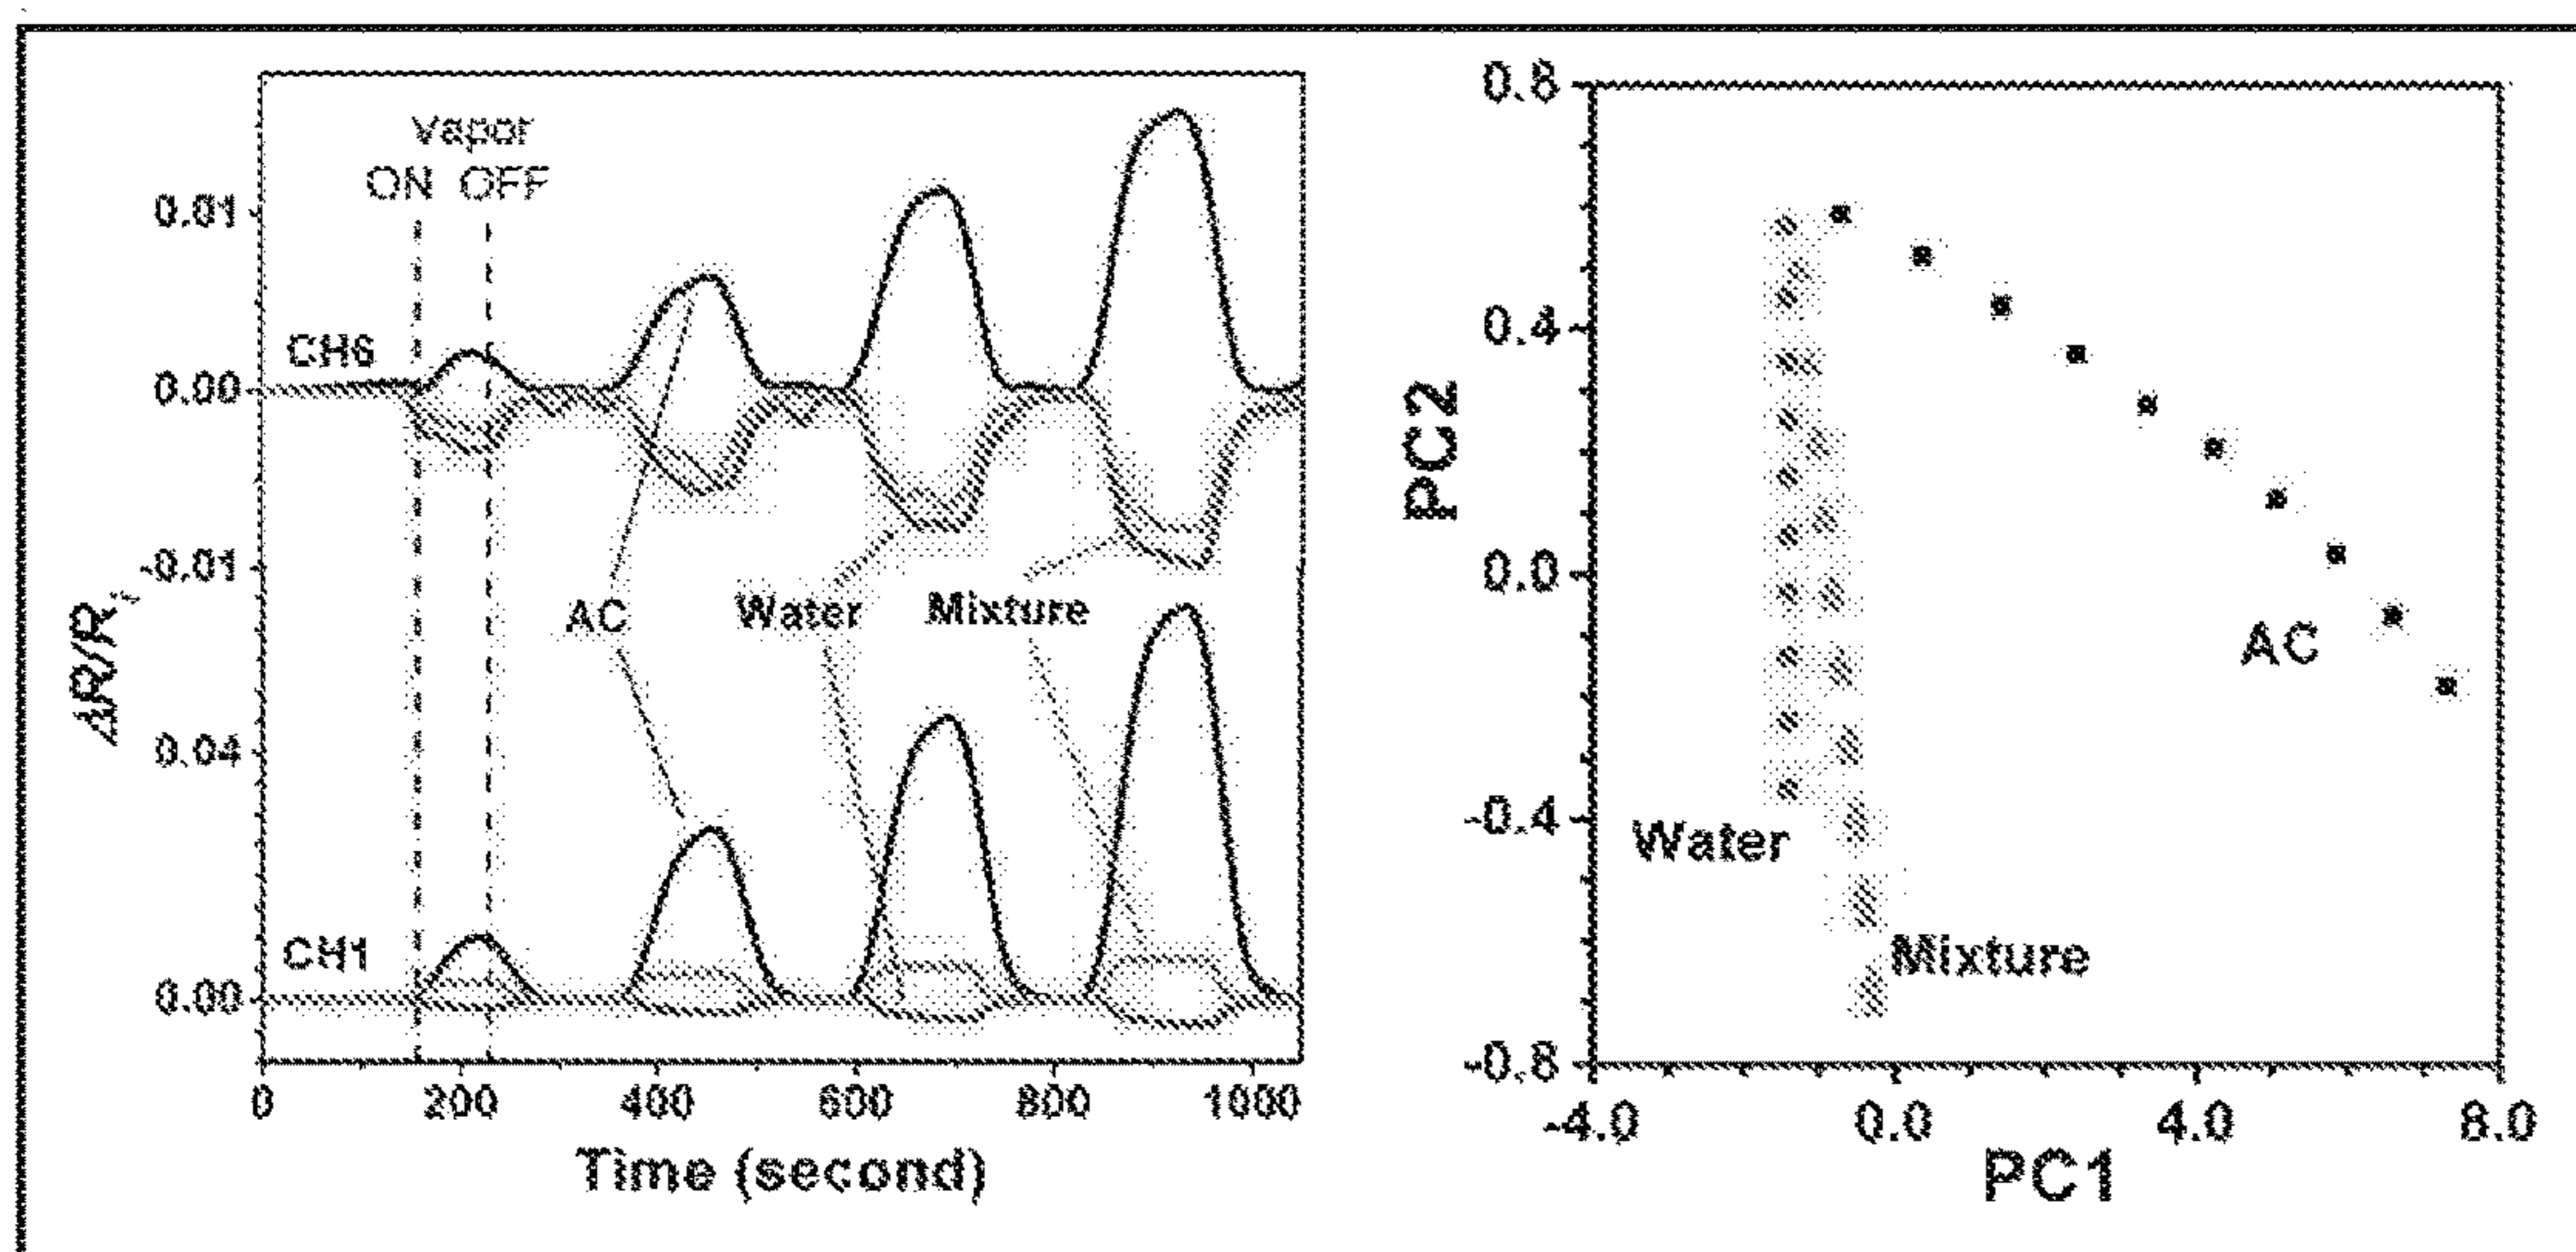 vapor
ON OFF
0.01
CH6
0.00
-0.01
AC
Water
Mixture
ΔR/R
0.04
CH1
0.00
0 200 400 600 800 1000
Time (second)
0.8
0.4
PC2
0.0
AC
-0.4
Water
Mixture
-0.8
-4.0 0.0 4.0 8.0
PC1